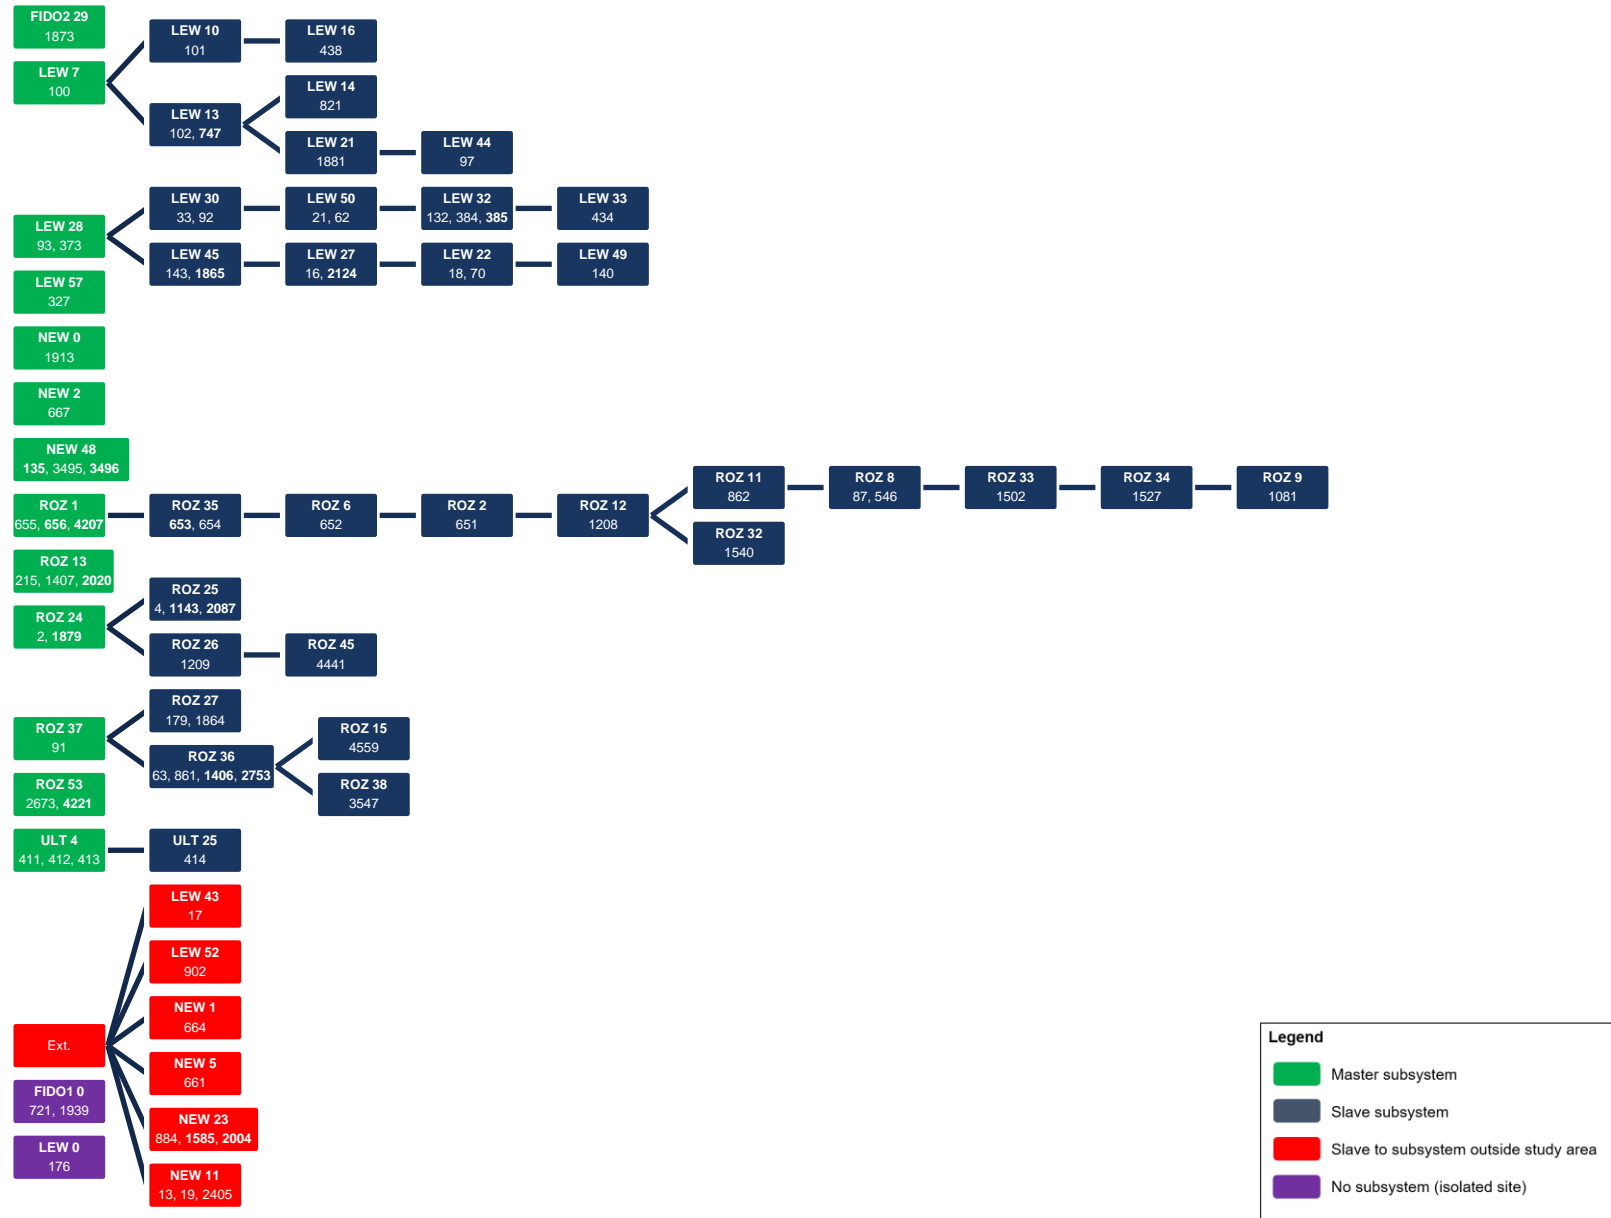 FIDO2 29
1873
LEW 7
100
LEW 10
101
LEW 16
438
LEW 13
102, 747
LEW 14
821
LEW 21
1881
LEW 44
97
LEW 28
93, 373
LEW 30
33, 92
LEW 50
21, 62
LEW 32
132, 384, 385
LEW 33
434
LEW 45
143, 1865
LEW 27
16, 2124
LEW 22
18, 70
LEW 49
140
LEW 57
327
NEW 0
1913
NEW 2
667
NEW 48
135, 3495, 3496
ROZ 1
655, 656, 4207
ROZ 35
653, 654
ROZ 6
652
ROZ 2
651
ROZ 12
1208
ROZ 11
862
ROZ 8
87, 546
ROZ 33
1502
ROZ 34
1527
ROZ 9
1081
ROZ 32
1540
ROZ 13
215, 1407, 2020
ROZ 24
2, 1879
ROZ 25
4, 1143, 2087
ROZ 26
1209
ROZ 45
4441
ROZ 37
91
ROZ 27
179, 1864
ROZ 36
63, 861, 1406, 2753
ROZ 15
4559
ROZ 38
3547
ROZ 53
2673, 4221
ULT 4
411, 412, 413
ULT 25
414
Ext.
LEW 43
17
LEW 52
902
NEW 1
664
NEW 5
661
NEW 23
884, 1585, 2004
NEW 11
13, 19, 2405
FIDO1 0
721, 1939
LEW 0
176
Legend
Master subsystem
Slave subsystem
Slave to subsystem outside study area
No subsystem (isolated site)